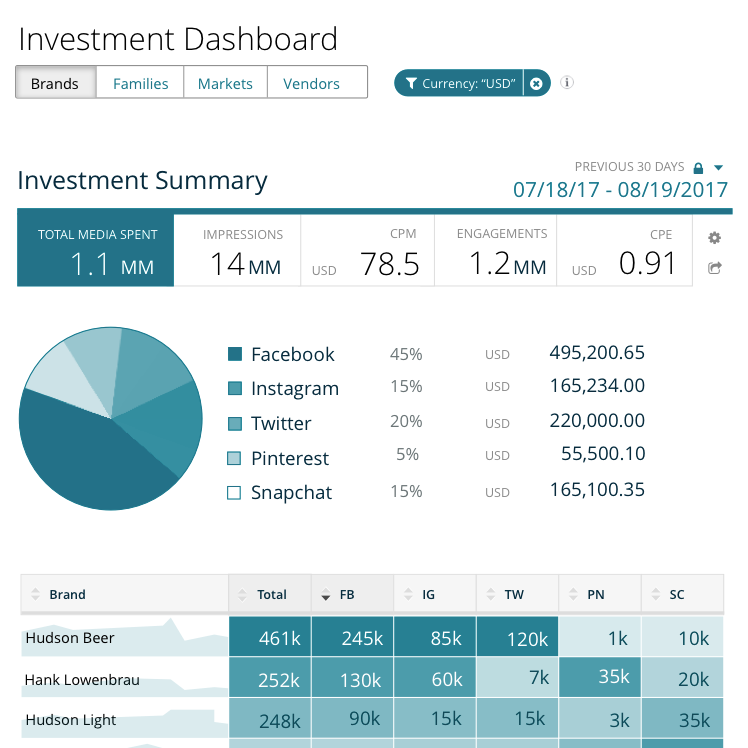 Investment Dashboard
Brands Families Markets Vendors Currency: “USD”
PREVIOUS 30 DAYS
Investment Summary 07/18/17 - 08/19/2017
TOTAL MEDIA SPENT IMPRESSIONS CPM ENGAGEMENTS CPE
1.1 MM 14 MM USD 78.5 1.2 MM USD 0.91
Facebook 45% USD 495,200.65
Instagram 15% USD 165,234.00
Twitter 20% USD 220,000.00
Pinterest 5% USD 55,500.10
Snapchat 15% USD 165,100.35
Brand Total FB IG TW PN SC
Hudson Beer 461k 245k 85k 120k 1k 10k
Hank Lowenbrau 252k 130k 60k 7k 35k 20k
Hudson Light 248k 90k 15k 15k 3k 35k